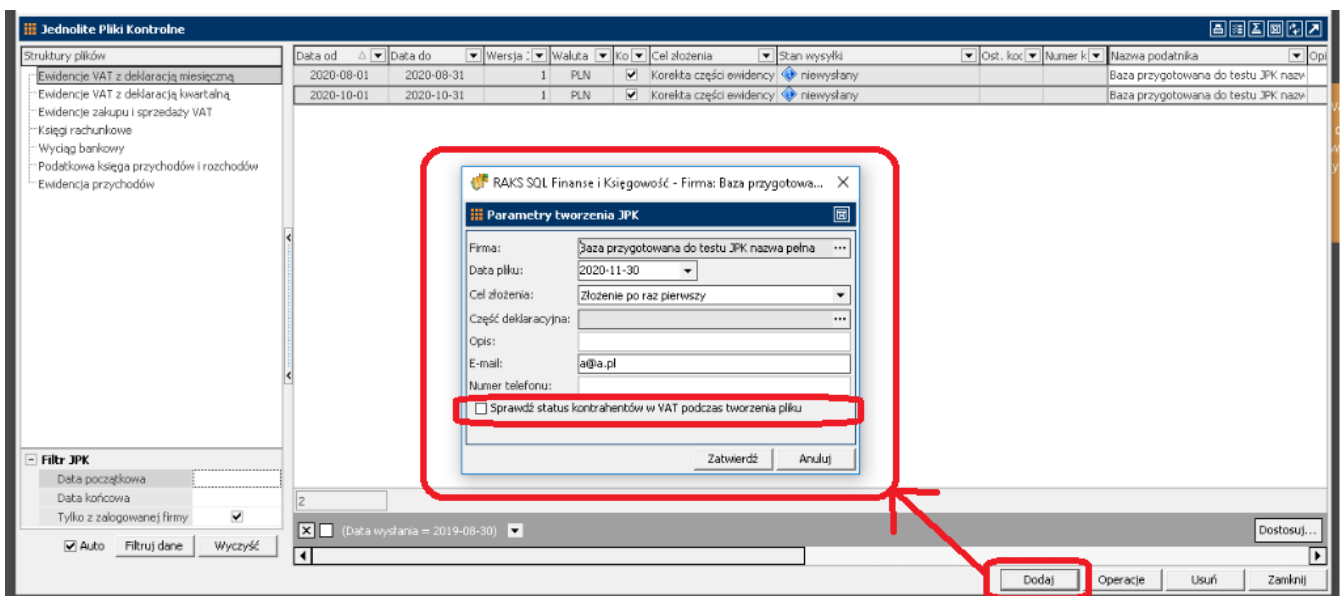 Jednolite Pliki Kontrolne
Struktury plików
Ewidencje VAT z deklaracją miesięczną
Ewidencje VAT z deklaracją kwartalną
Ewidencje zakupu i sprzedaży VAT
Księgi rachunkowe
Wyciąg bankowy
Podatkowa księga przychodów i rozchodów
Ewidencja przychodów
Data od Data do Wersja : Waluta Ko Cel złożenia Stan wysyłki Ost. koc Numer k Nazwa podatnika Opi
2020-08-01 2020-08-31 1 PLN Korekta części ewidency niewysłany Baza przygotowana do testu JPK nazw
2020-10-01 2020-10-31 1 PLN Korekta części ewidency niewysłany Baza przygotowana do testu JPK nazw
RAKS SQL Finanse i Księgowość - Firma: Baza przygotowa...
Parametry tworzenia JPK
Firma: Baza przygotowana do testu JPK nazwa pełna ...
Data pliku: 2020-11-30
Cel złożenia: Złożenie po raz pierwszy
Część deklaracyjna: ...
Opis:
E-mail: a@a.pl
Numer telefonu:
Sprawdź status kontrahentów w VAT podczas tworzenia pliku
Zatwierdź Anuluj
Filtr JPK
Data początkowa
Data końcowa
Tylko z zalogowanej firmy
Auto Filtruj dane Wyczyść
2
(Data wysłania = 2019-08-30) Dostosuj...
Dodaj Operacje Usuń Zamknij